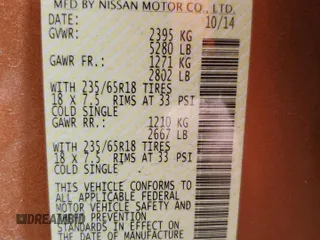 MFD BY NISSAN MOTOR CO., LTD.
DATE: 10/14
GVWR: 2395 KG
5280 LB
GAWR FR.: 1271 KG
2802 LB
WITH 235/65R18 TIRES
18 X 7.5 RIMS AT 33 PSI
COLD SINGLE
GAWR RR.: 1210 KG
2667 LB
WITH 235/65R18 TIRES
18 X 7.5 RIMS AT 33 PSI
COLD SINGLE
THIS VEHICLE CONFORMS TO
ALL APPLICABLE FEDERAL
MOTOR VEHICLE SAFETY AND
PREVENTION
STANDARDS IN EFFECT ON
THE DATE OF MANUFACTURE
DREAMBID